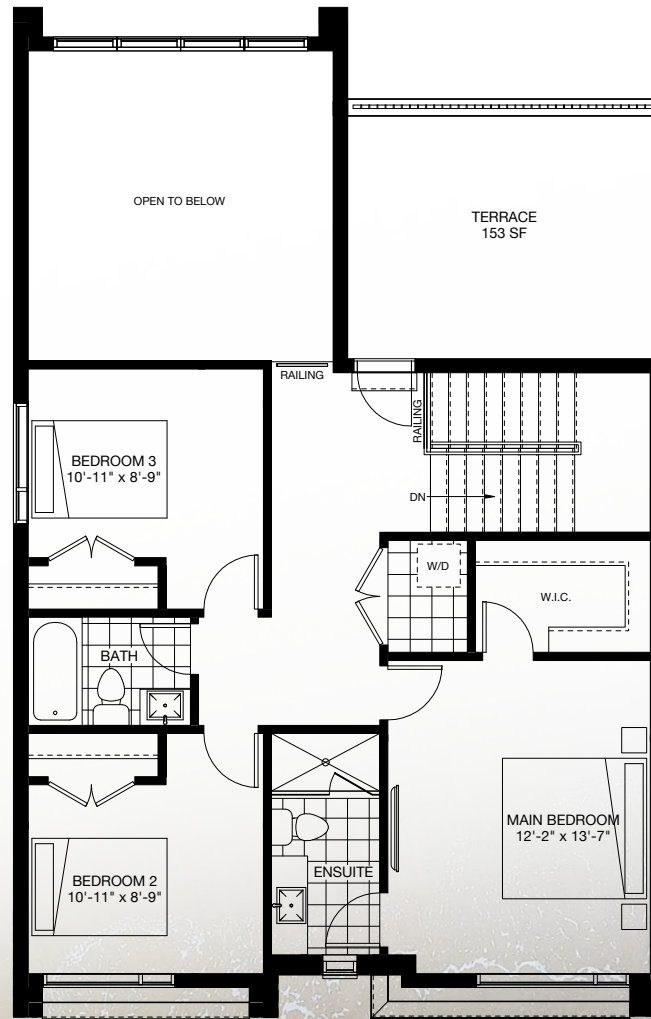 OPEN TO BELOW
TERRACE
153 SF
RAILING
RAILING
BEDROOM 3
10'-11" x 8'-9"
DN
W/D
W.I.C.
BATH
MAIN BEDROOM
12'-2" x 13'-7"
ENSUITE
BEDROOM 2
10'-11" x 8'-9"